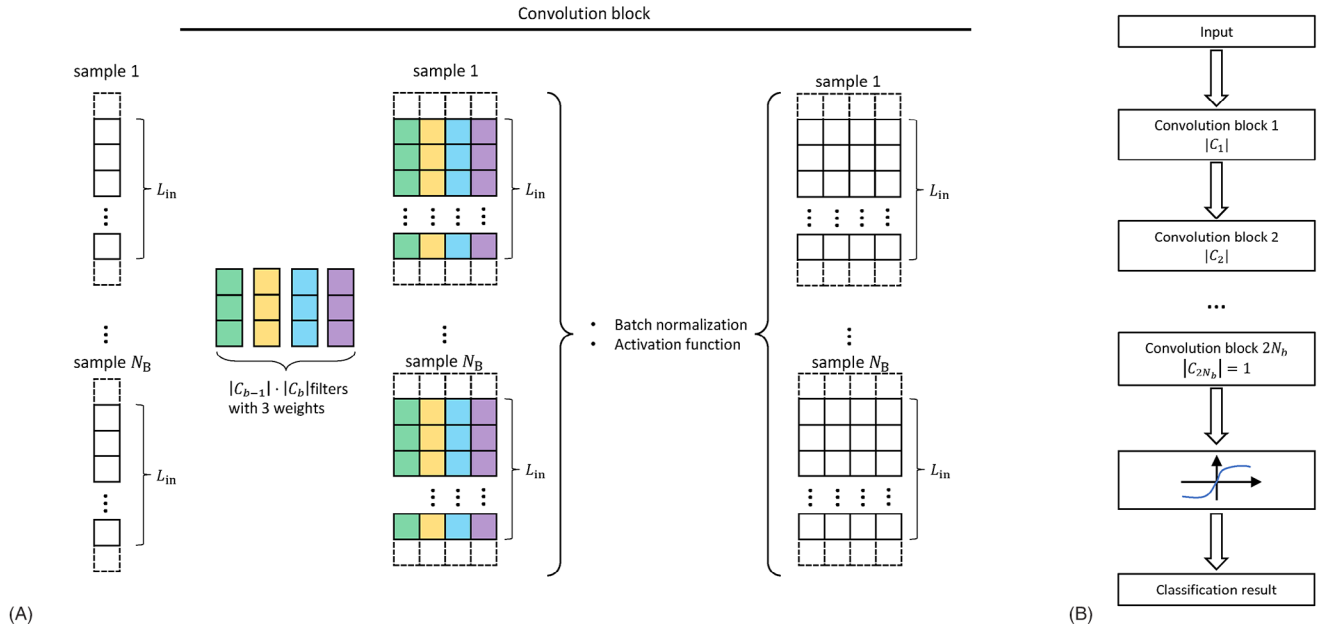 Convolution block
sample 1
L_in
⋮
sample N_B
L_in
|C_{b−1}| · |C_b|filters
with 3 weights
sample 1
L_in
⋮
sample N_B
L_in
• Batch normalization
• Activation function
sample 1
L_in
⋮
sample N_B
L_in
(A)
Input
Convolution block 1
|C_1|
Convolution block 2
|C_2|
...
Convolution block 2N_b
|C_{2N_b}| = 1
Classification result
(B)